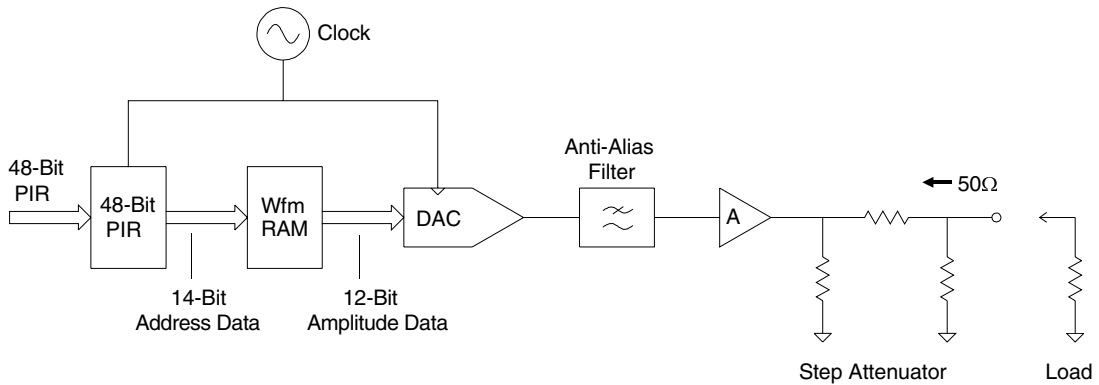 Clock
Anti-Alias
Filter
48-Bit
PIR
48-Bit
PIR
Wfm
RAM
DAC
A
50Ω
14-Bit
Address Data
12-Bit
Amplitude Data
Step Attenuator
Load